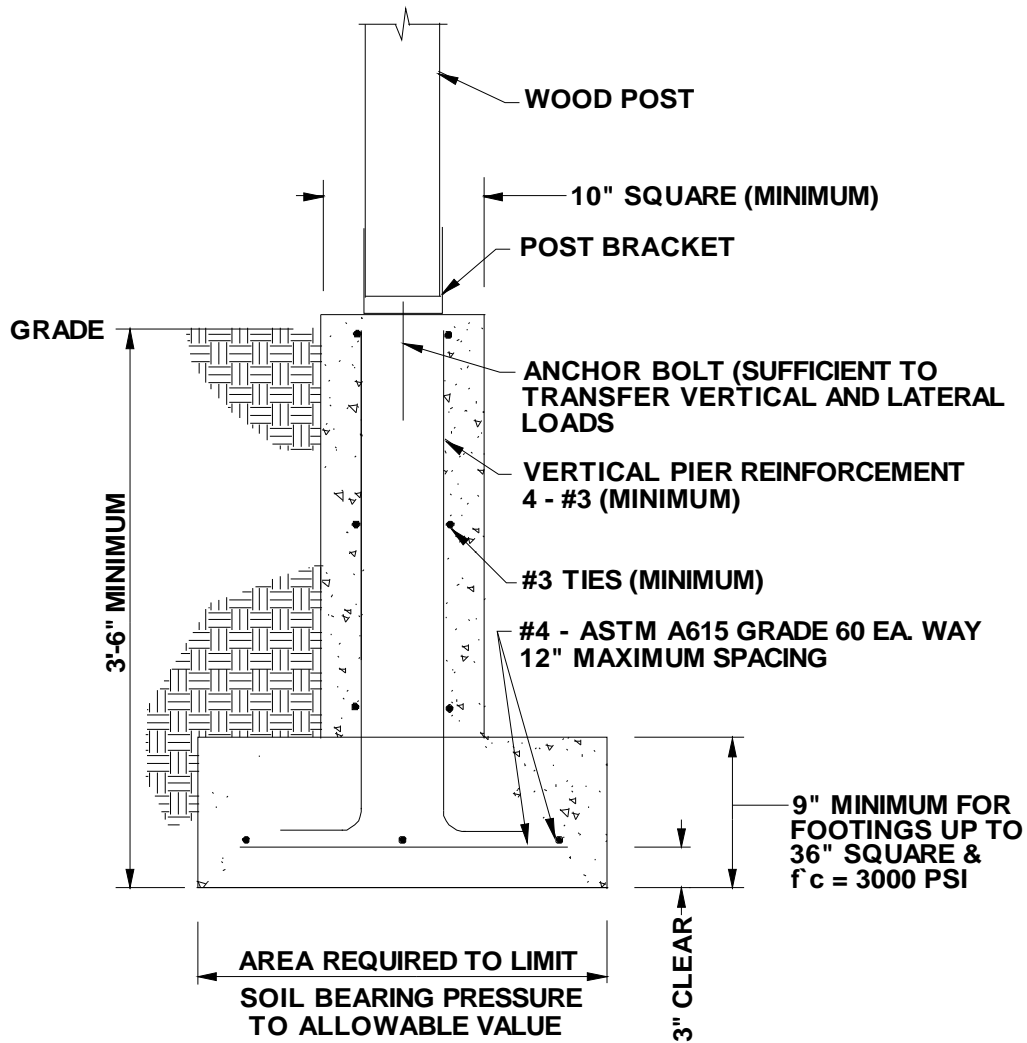 WOOD POST
10" SQUARE (MINIMUM)
POST BRACKET
GRADE
ANCHOR BOLT (SUFFICIENT TO
TRANSFER VERTICAL AND LATERAL
LOADS
VERTICAL PIER REINFORCEMENT
4 - #3 (MINIMUM)
3'-6" MINIMUM
#3 TIES (MINIMUM)
#4 - ASTM A615 GRADE 60 EA. WAY
12" MAXIMUM SPACING
9" MINIMUM FOR
FOOTINGS UP TO
36" SQUARE &
f`c = 3000 PSI
3" CLEAR
AREA REQUIRED TO LIMIT
SOIL BEARING PRESSURE
TO ALLOWABLE VALUE